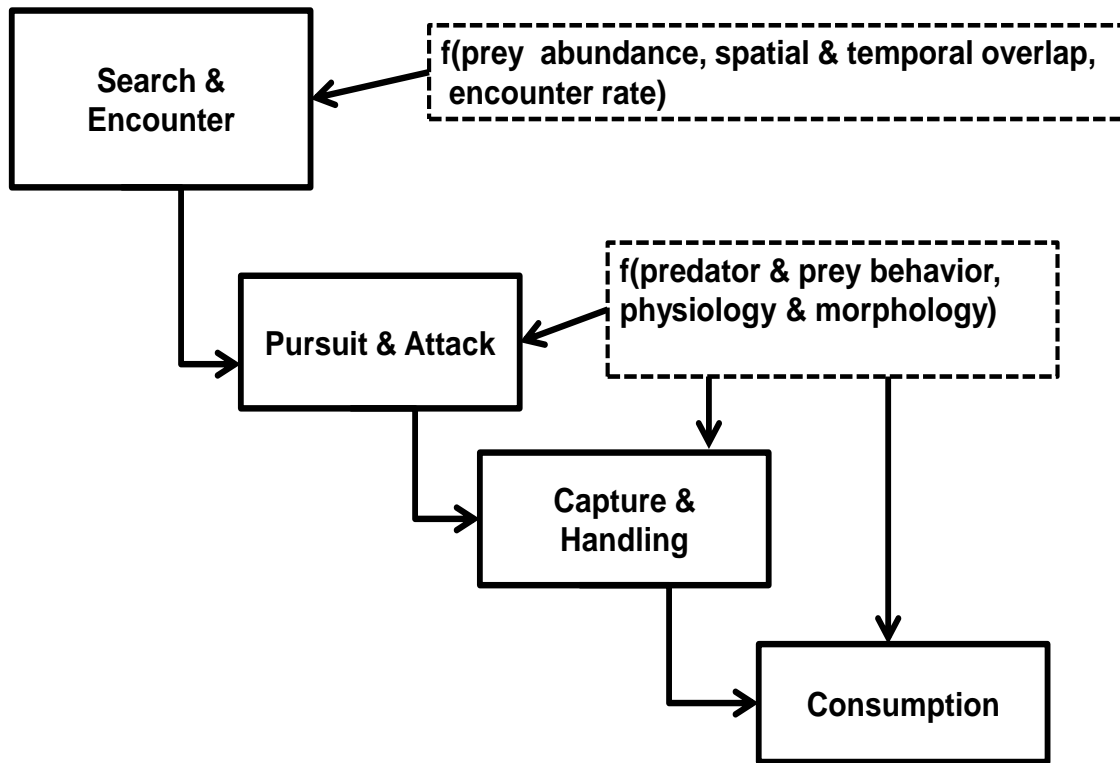 Search &
Encounter
f(prey abundance, spatial & temporal overlap,
encounter rate)
Pursuit & Attack
f(predator & prey behavior,
physiology & morphology)
Capture &
Handling
Consumption